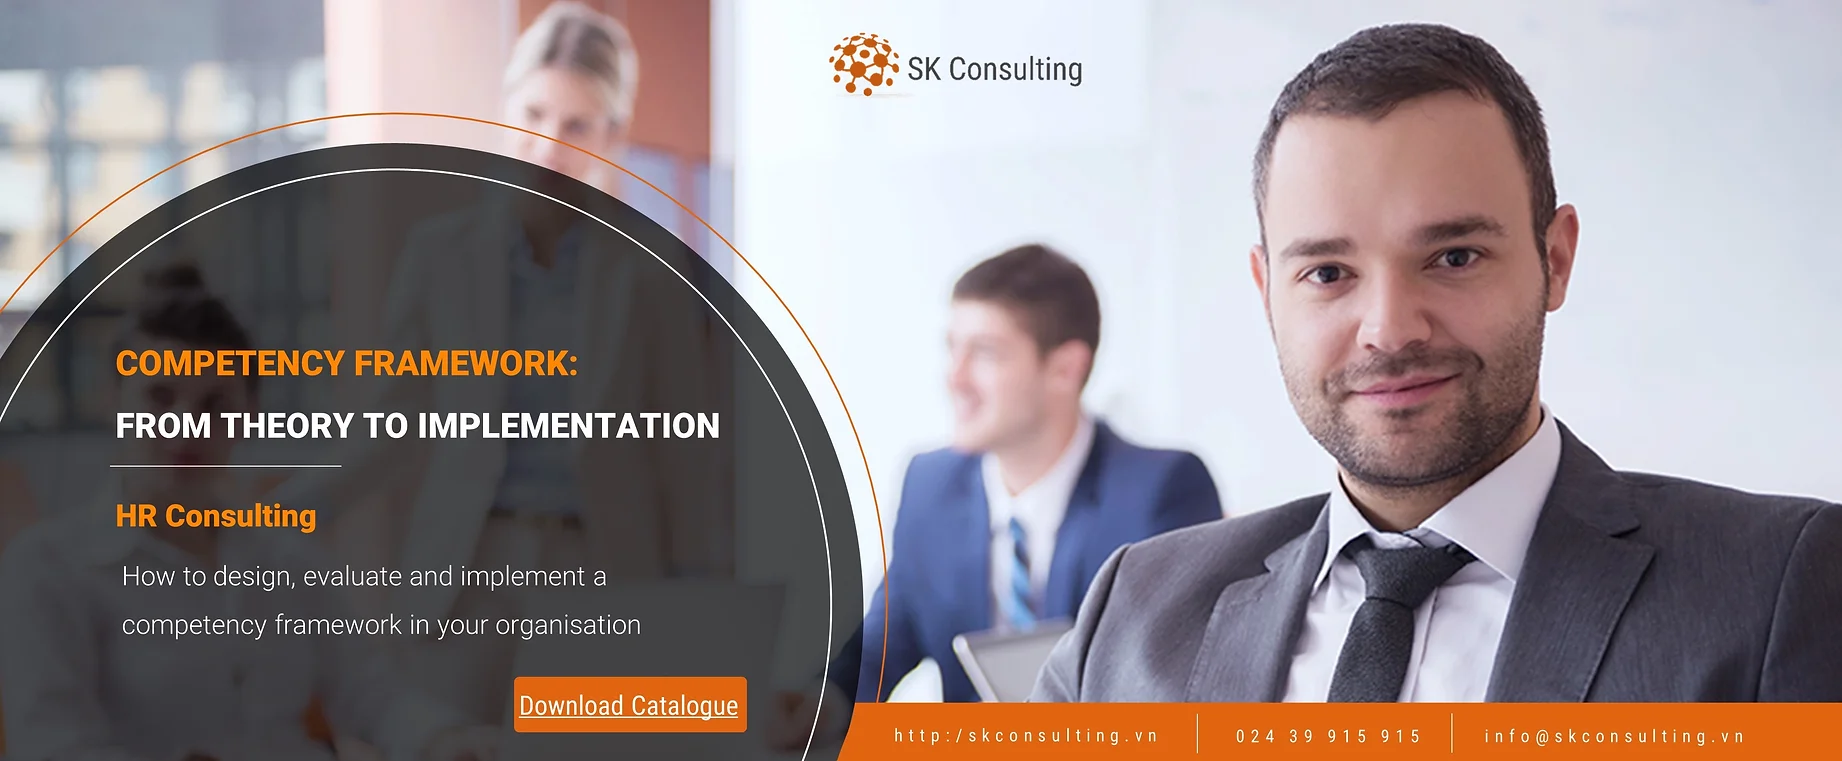 SK Consulting
COMPETENCY FRAMEWORK:
FROM THEORY TO IMPLEMENTATION
HR Consulting
How to design, evaluate and implement a
competency framework in your organisation
Download Catalogue
http:/skconsulting.vn
024 39 915 915
info@skconsulting.vn